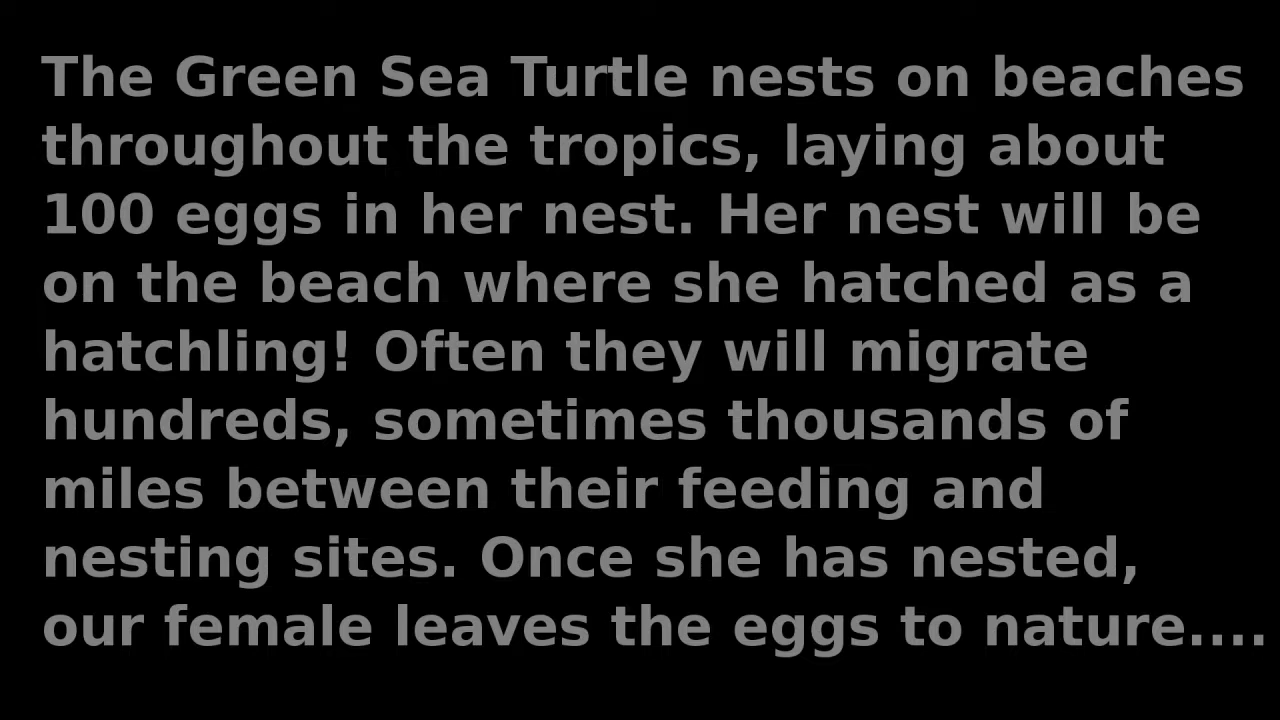 The Green Sea Turtle nests on beaches
throughout the tropics, laying about
100 eggs in her nest. Her nest will be
on the beach where she hatched as a
hatchling! Often they will migrate
hundreds, sometimes thousands of
miles between their feeding and
nesting sites. Once she has nested,
our female leaves the eggs to nature....